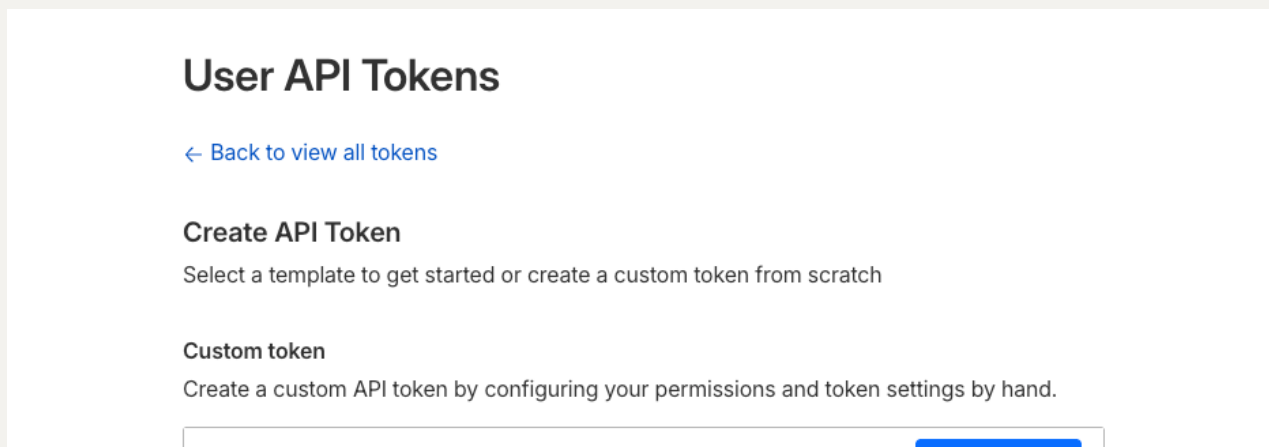 User API Tokens
← Back to view all tokens
Create API Token
Select a template to get started or create a custom token from scratch
Custom token
Create a custom API token by configuring your permissions and token settings by hand.